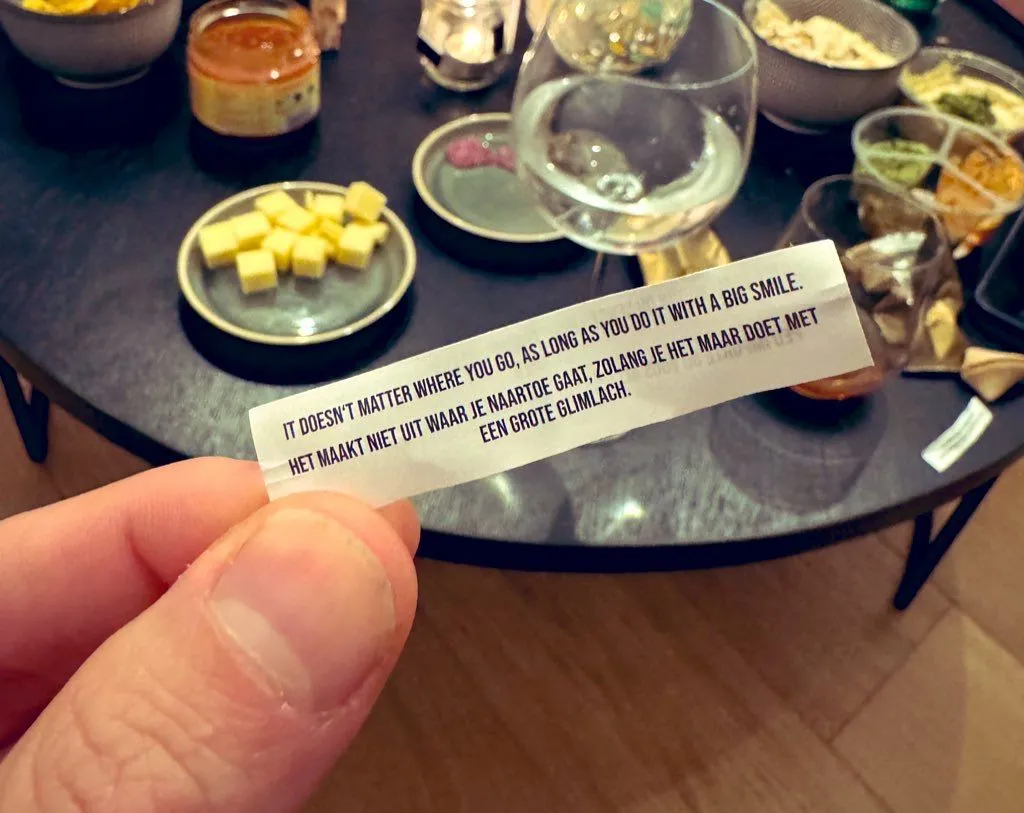 IT DOESN'T MATTER WHERE YOU GO, AS LONG AS YOU DO IT WITH A BIG SMILE.
HET MAAKT NIET UIT WAAR JE NAARTOE GAAT, ZOLANG JE HET MAAR DOET MET
EEN GROTE GLIMLACH.